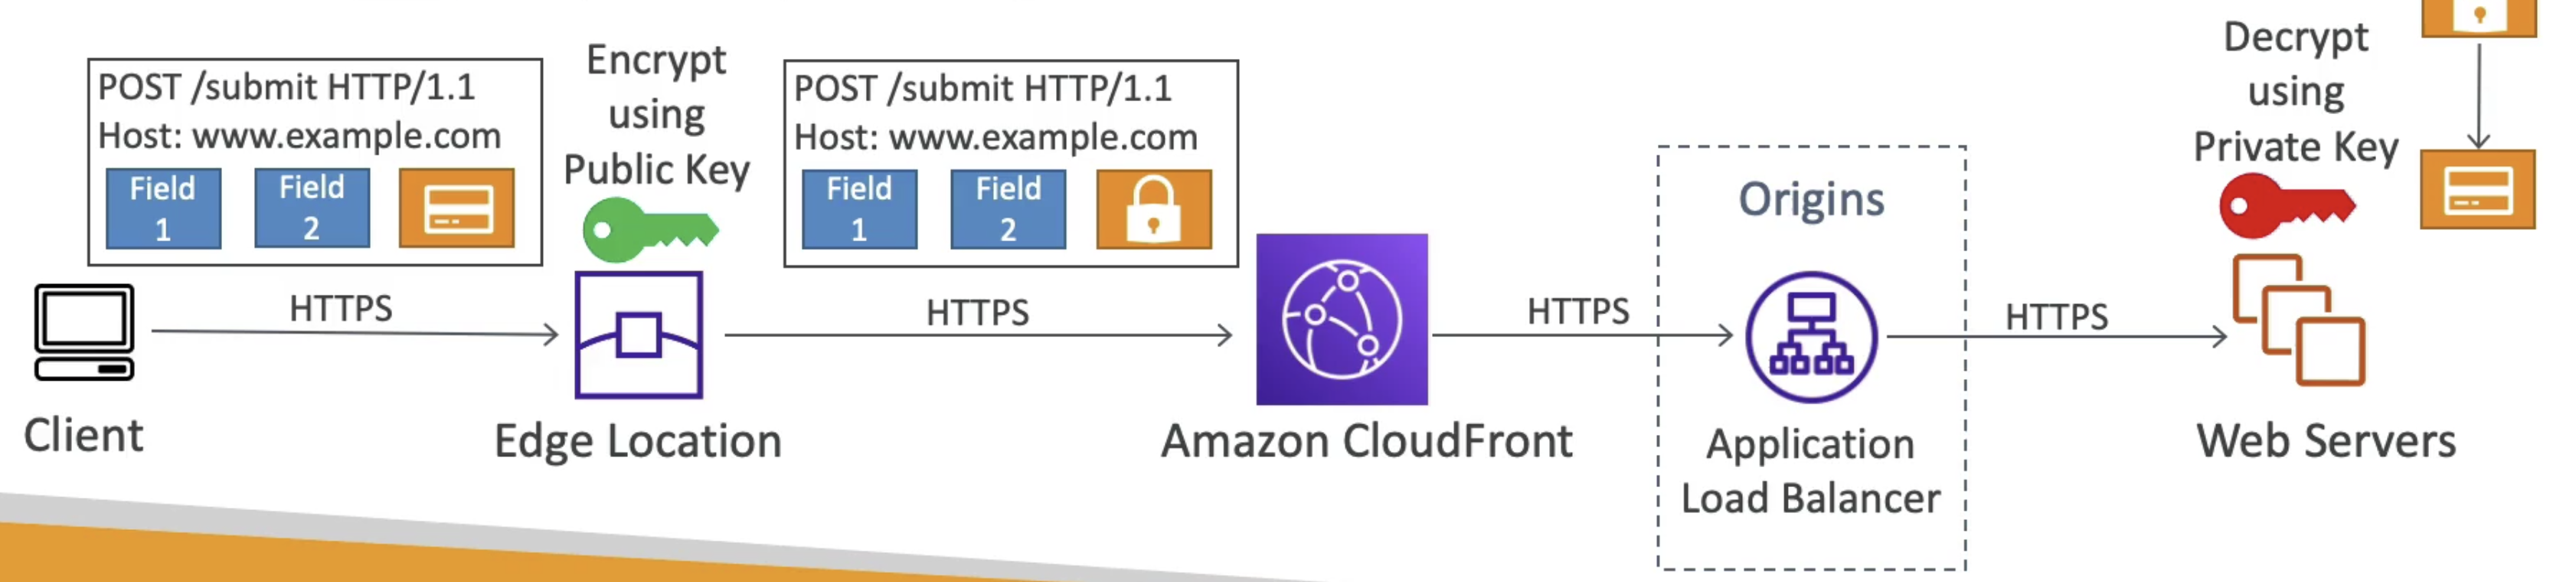 POST /submit HTTP/1.1
Host: www.example.com
Field
1
Field
2
Encrypt
using
Public Key
POST /submit HTTP/1.1
Host: www.example.com
Field
1
Field
2
Decrypt
using
Private Key
Origins
HTTPS
HTTPS
HTTPS
HTTPS
Client
Edge Location
Amazon CloudFront
Application
Load Balancer
Web Servers